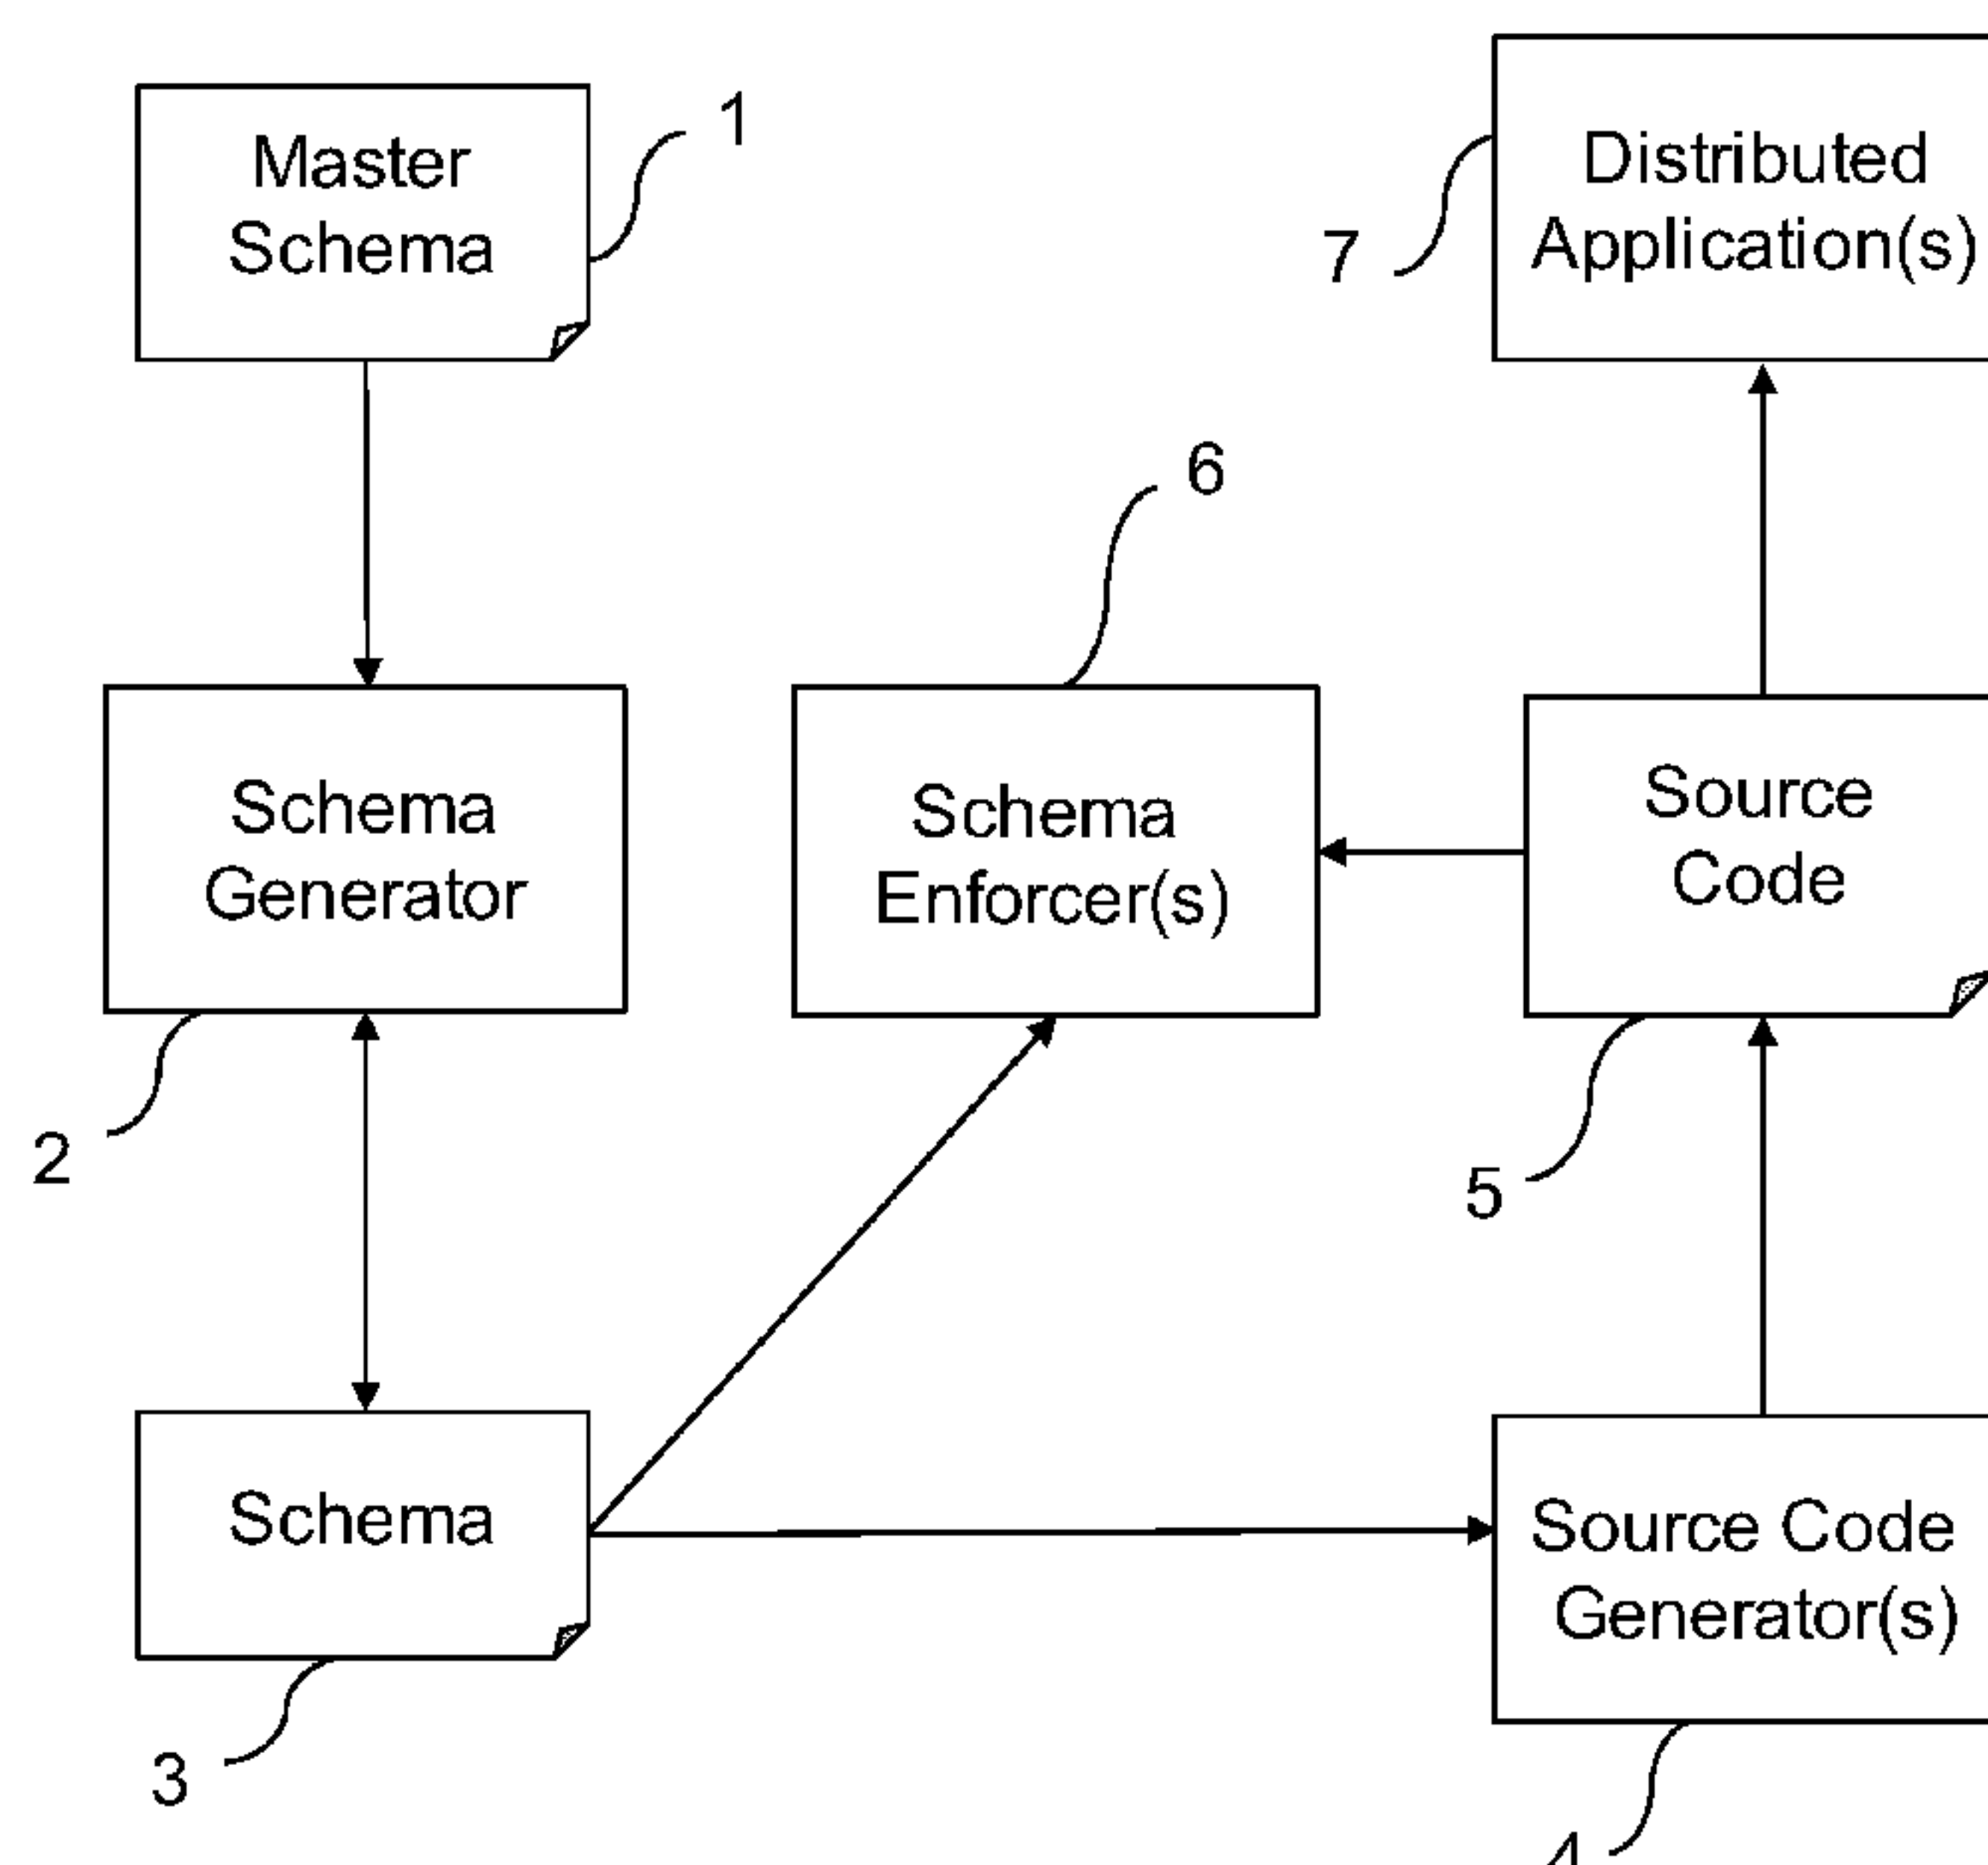 Master
Schema
1
Distributed
Application(s)
7
6
Schema
Generator
2
Schema
Enforcer(s)
Source
Code
5
Schema
3
Source Code
Generator(s)
4